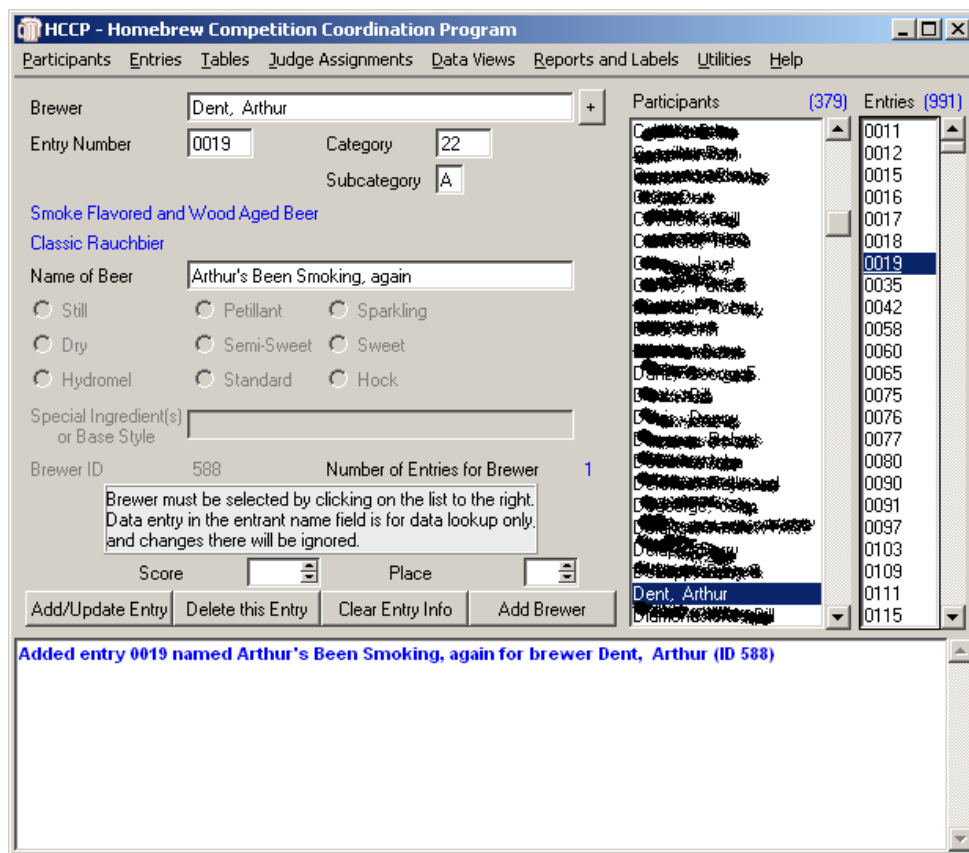 HCCP - Homebrew Competition Coordination Program
Participants Entries Tables Judge Assignments Data Views Reports and Labels Utilities Help
Brewer Dent, Arthur +
Entry Number 0019 Category 22
Subcategory A
Smoke Flavored and Wood Aged Beer
Classic Rauchbier
Name of Beer Arthur's Been Smoking, again
Still Petillant Sparkling
Dry Semi-Sweet Sweet
Hydromel Standard Hock
Special Ingredient(s)
or Base Style
Brewer ID 588 Number of Entries for Brewer 1
Brewer must be selected by clicking on the list to the right.
Data entry in the entrant name field is for data lookup only,
and changes there will be ignored.
Score Place
Add/Update Entry Delete this Entry Clear Entry Info Add Brewer
Participants (379)
Dent, Arthur
Entries (991)
0011
0012
0015
0016
0017
0018
0019
0035
0042
0058
0060
0065
0075
0076
0077
0080
0090
0091
0097
0103
0109
0111
0115
Added entry 0019 named Arthur's Been Smoking, again for brewer Dent, Arthur (ID 588)